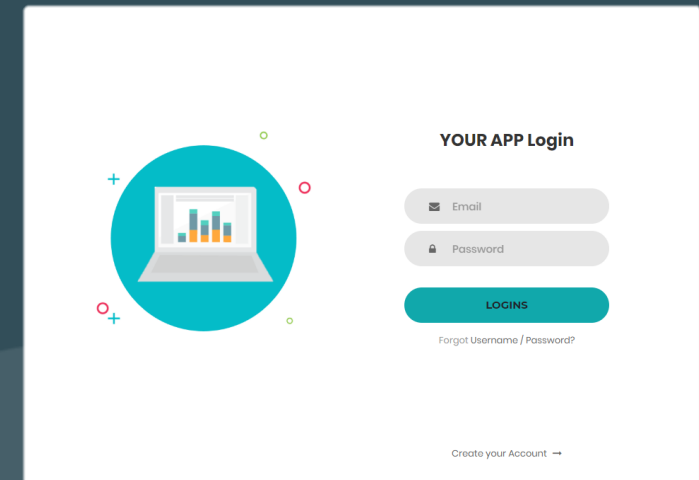 YOUR APP Login
Email
Password
LOGINS
Forgot Username / Password?
Create your Account →